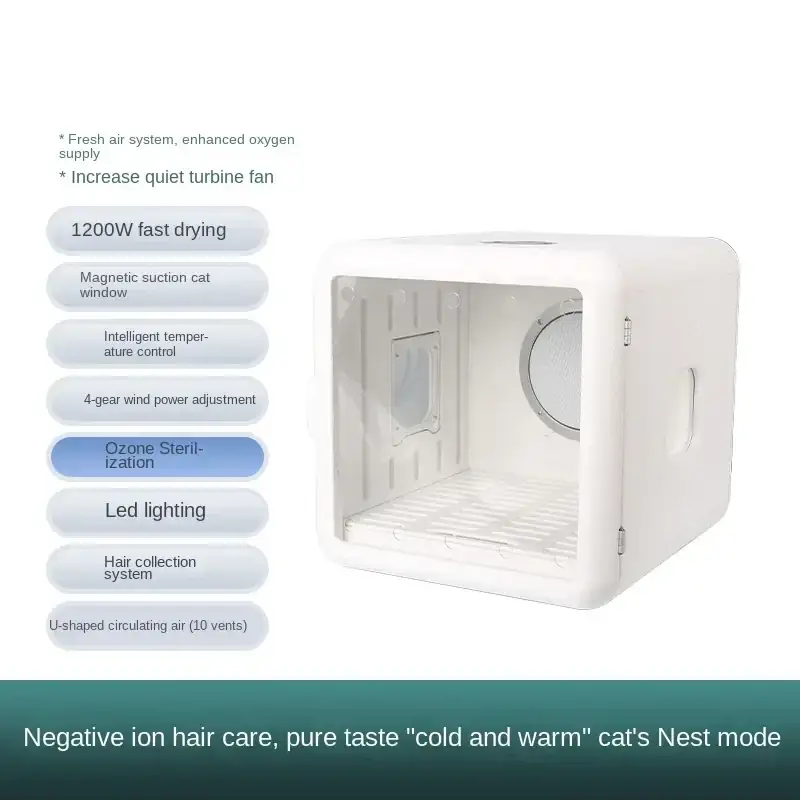 * Fresh air system, enhanced oxygen
supply
* Increase quiet turbine fan
1200W fast drying
Magnetic suction cat
window
Intelligent temper-
ature control
4-gear wind power adjustment
Ozone Steril-
ization
Led lighting
Hair collection
system
U-shaped circulating air (10 vents)
Negative ion hair care, pure taste "cold and warm" cat's Nest mode